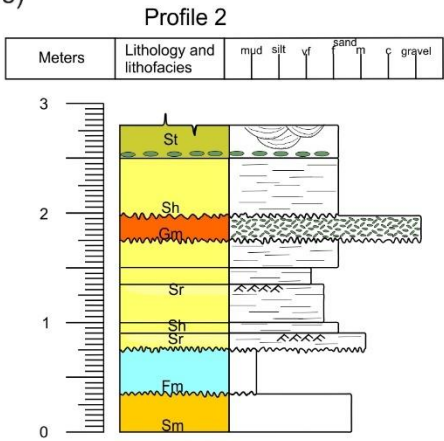 c)
Profile 2
Meters Lithology and lithofacies mud silt vf f sand m c gravel
3
St
Sh
2
Gm
Sr
1
Sh
Sr
Fm
Sm
0